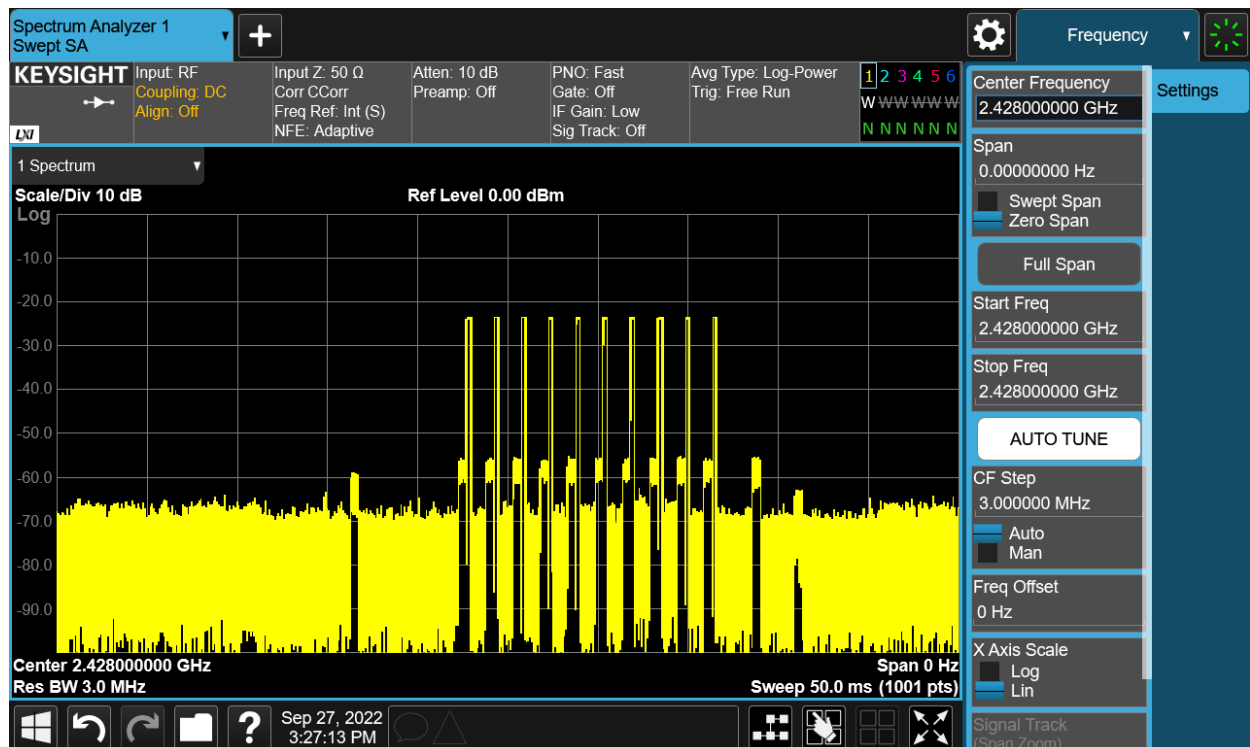 Spectrum Analyzer 1
Swept SA
Frequency
KEYSIGHT
LXI
Input: RF
Coupling: DC
Align: Off
Input Z: 50 Ω
Corr CCorr
Freq Ref: Int (S)
NFE: Adaptive
Atten: 10 dB
Preamp: Off
PNO: Fast
Gate: Off
IF Gain: Low
Sig Track: Off
Avg Type: Log-Power
Trig: Free Run
1 2 3 4 5 6
W W W W W W
N N N N N N
1 Spectrum
Scale/Div 10 dB
Ref Level 0.00 dBm
Log
-10.0
-20.0
-30.0
-40.0
-50.0
-60.0
-70.0
-80.0
-90.0
Center 2.428000000 GHz
Span 0 Hz
Res BW 3.0 MHz
Sweep 50.0 ms (1001 pts)
Center Frequency
2.428000000 GHz
Span
0.00000000 Hz
Swept Span
Zero Span
Full Span
Start Freq
2.428000000 GHz
Stop Freq
2.428000000 GHz
AUTO TUNE
CF Step
3.000000 MHz
Auto
Man
Freq Offset
0 Hz
X Axis Scale
Log
Lin
Signal Track
(Span Zoom)
Settings
?
Sep 27, 2022
3:27:13 PM